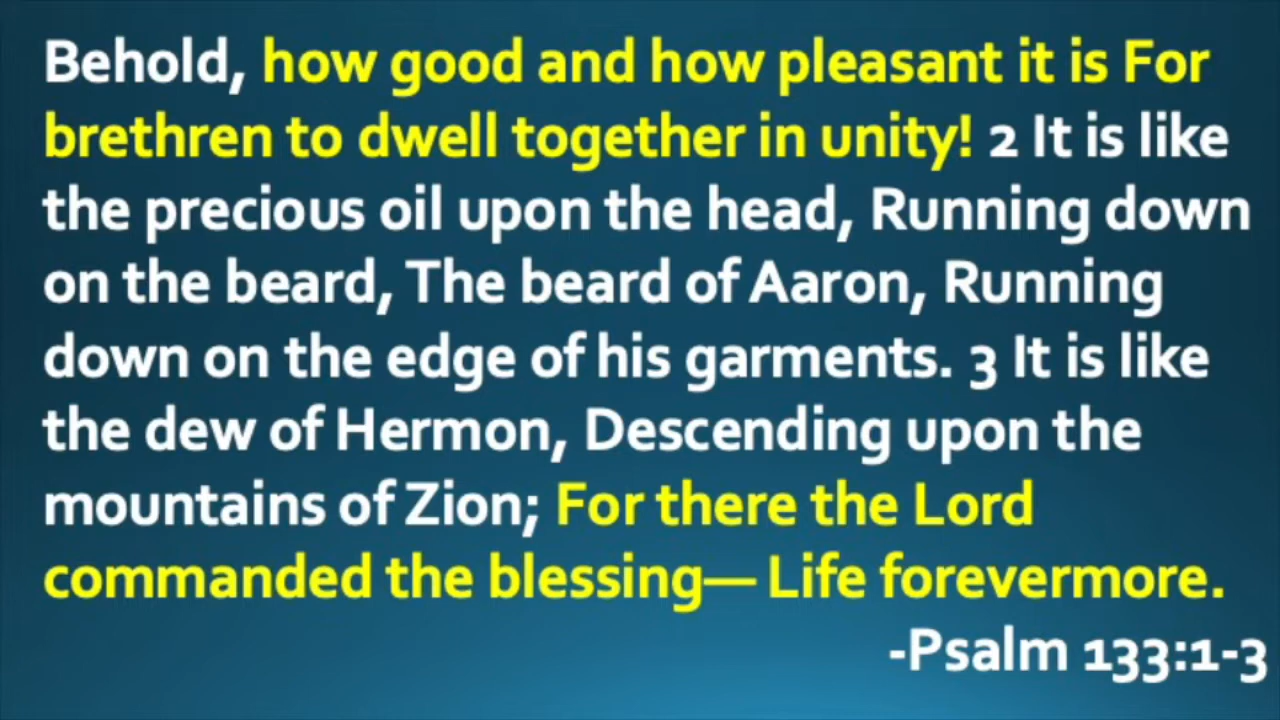 Behold, how good and how pleasant it is For
brethren to dwell together in unity! 2 It is like
the precious oil upon the head, Running down
on the beard, The beard of Aaron, Running
down on the edge of his garments. 3 It is like
the dew of Hermon, Descending upon the
mountains of Zion; For there the Lord
commanded the blessing— Life forevermore.
-Psalm 133:1-3